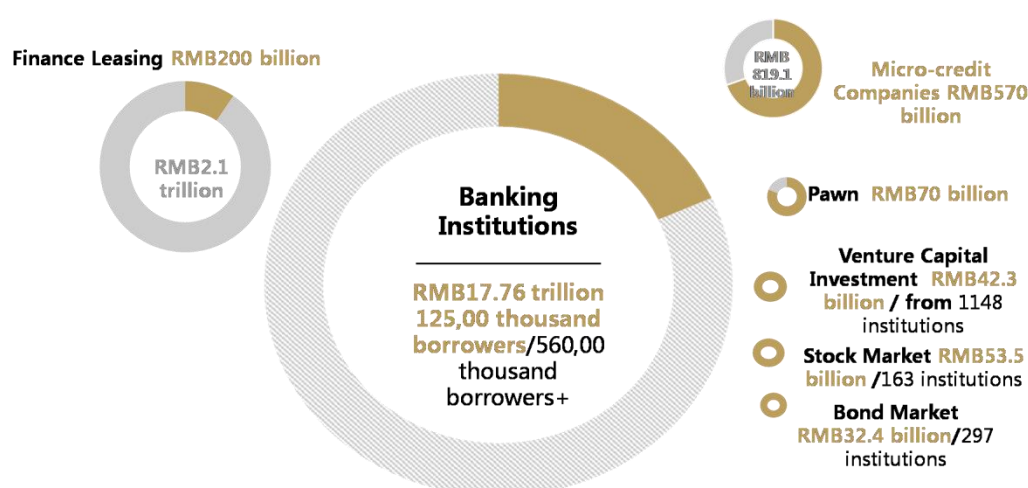 Finance Leasing RMB200 billion
RMB2.1
trillion
Banking
Institutions
RMB17.76 trillion
125,00 thousand
borrowers/560,00
thousand
borrowers+
RMB
819.1
billion
Micro-credit
Companies RMB570
billion
Pawn RMB70 billion
Venture Capital
Investment RMB42.3
billion / from 1148
institutions
Stock Market RMB53.5
billion /163 institutions
Bond Market
RMB32.4 billion/297
institutions